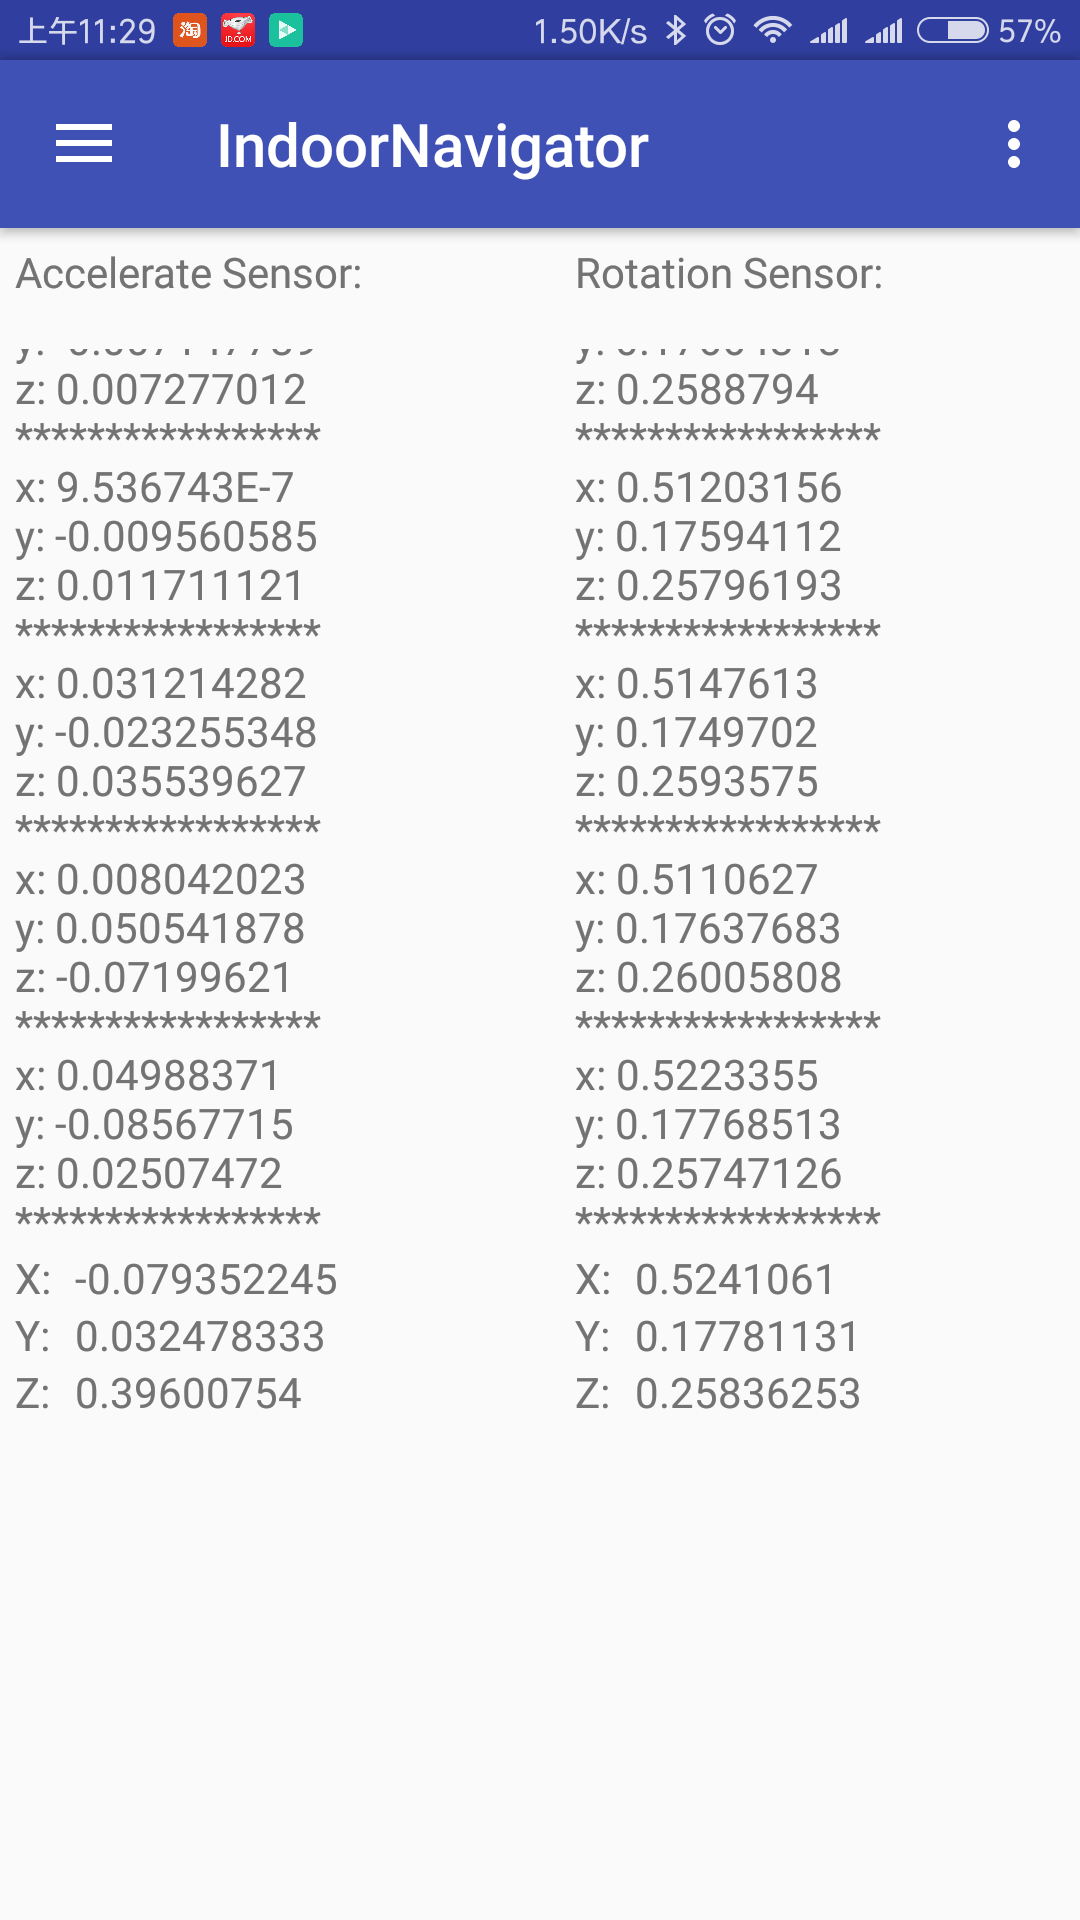 上午11:29 淘 JD.COM 1.50K/s 57%
IndoorNavigator
Accelerate Sensor:
z: 0.007277012
*****************
x: 9.536743E-7
y: -0.009560585
z: 0.011711121
*****************
x: 0.031214282
y: -0.023255348
z: 0.035539627
*****************
x: 0.008042023
y: 0.050541878
z: -0.07199621
*****************
x: 0.04988371
y: -0.08567715
z: 0.02507472
*****************
X: -0.079352245
Y: 0.032478333
Z: 0.39600754
Rotation Sensor:
z: 0.2588794
*****************
x: 0.51203156
y: 0.17594112
z: 0.25796193
*****************
x: 0.5147613
y: 0.1749702
z: 0.2593575
*****************
x: 0.5110627
y: 0.17637683
z: 0.26005808
*****************
x: 0.5223355
y: 0.17768513
z: 0.25747126
*****************
X: 0.5241061
Y: 0.17781131
Z: 0.25836253